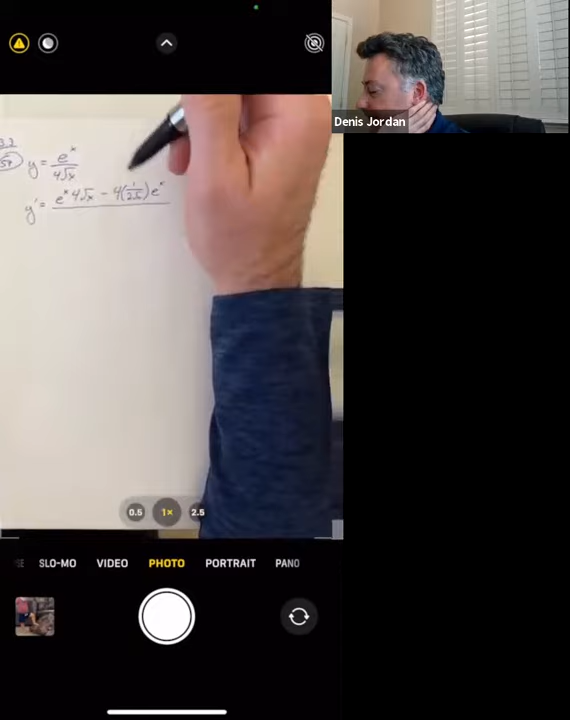 Denis Jordan
y = e^x / 4√x
y' = e^x 4√x - 4(1/2√x) e^x
0.5 1× 2.5
SLO-MO VIDEO PHOTO PORTRAIT PANO